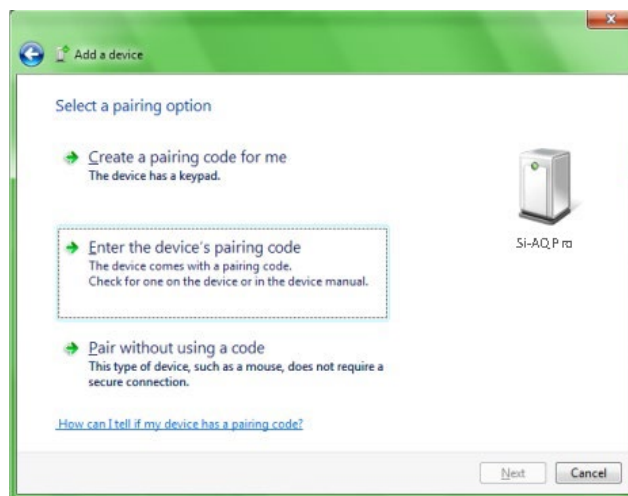 Add a device
Select a pairing option
Create a pairing code for me
The device has a keypad.
Enter the device's pairing code
The device comes with a pairing code.
Check for one on the device or in the device manual.
Si-AQ Pro
Pair without using a code
This type of device, such as a mouse, does not require a
secure connection.
How can I tell if my device has a pairing code?
Next
Cancel